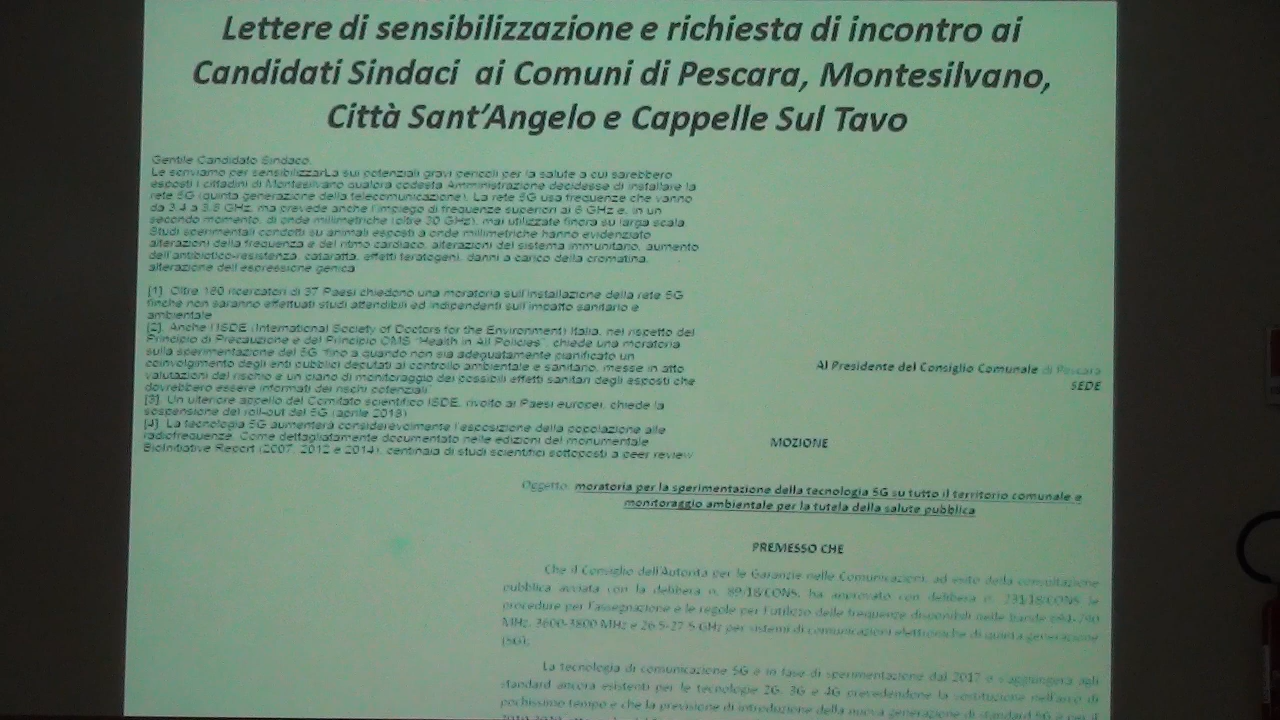 Lettere di sensibilizzazione e richiesta di incontro ai
Candidati Sindaci ai Comuni di Pescara, Montesilvano,
Città Sant'Angelo e Cappelle Sul Tavo
Gentile Candidato Sindaco,
Le scriviamo per sensibilizzarLa sui potenziali gravi pericoli per la salute a cui sarebbero
esposti i cittadini di Montesilvano qualora codesta Amministrazione decidesse di installare la
rete 5G (quinta generazione della telecomunicazione). La rete 5G usa frequenze che vanno
da 3.4 a 3.8 GHz, ma prevede anche l'impiego di frequenze superiori ai 6 GHz e, in un
secondo momento, di onde millimetriche (oltre 30 GHz), mai utilizzate finora su larga scala
Studi sperimentali condotti su animali esposti a onde millimetriche hanno evidenziato
alterazioni della frequenza e del ritmo cardiaco, alterazioni del sistema immunitario, aumento
dell'antibiotico-resistenza, cataratta, effetti teratogeni, danni a carico della cromatina,
alterazione dell'espressione genica
[1]. Oltre 180 ricercatori di 37 Paesi chiedono una moratoria sull'installazione della rete 5G
finché non saranno effettuati studi attendibili ed indipendenti sull'impatto sanitario e
ambientale
[2]. Anche l'ISDE (International Society of Doctors for the Environment) Italia, nel rispetto del
Principio di Precauzione e del Principio OMS "Health in All Policies", chiede una moratoria
sulla sperimentazione del 5G "fino a quando non sia adeguatamente pianificato un
coinvolgimento degli enti pubblici deputati al controllo ambientale e sanitario, messe in atto
valutazioni del rischio e un piano di monitoraggio dei possibili effetti sanitari degli esposti che
dovrebbero essere informati dei rischi potenziali"
[3]. Un ulteriore appello del Comitato scientifico ISDE, rivolto ai Paesi europei, chiede la
sospensione del roll-out del 5G (aprile 2019)
[4]. La tecnologia 5G aumenterà considerevolmente l'esposizione della popolazione alle
radiofrequenze. Come dettagliatamente documentato nelle edizioni del monumentale
BioInitiative Report (2007, 2012 e 2014), centinaia di studi scientifici sottoposti a peer review
Al Presidente del Consiglio Comunale di Pescara
SEDE
MOZIONE
Oggetto: moratoria per la sperimentazione della tecnologia 5G su tutto il territorio comunale e
monitoraggio ambientale per la tutela della salute pubblica
PREMESSO CHE
Che il Consiglio dell'Autorità per le Garanzie nelle Comunicazioni, ad esito della consultazione
pubblica avviata con la delibera n. 89/18/CONS, ha approvato con delibera n. 231/18/CONS le
procedure per l'assegnazione e le regole per l'utilizzo delle frequenze disponibili nelle bande 694-790
MHz, 3600-3800 MHz e 26.5-27.5 GHz per sistemi di comunicazioni elettroniche di quinta generazione
(5G);
La tecnologia di comunicazione 5G è in fase di sperimentazione dal 2017 e s'aggiungerà agli
standard ancora esistenti per le tecnologie 2G, 3G e 4G prevedendone la sostituzione nell'arco di
pochissimo tempo e che la previsione di introduzione della nuova generazione di standard 5G è per il